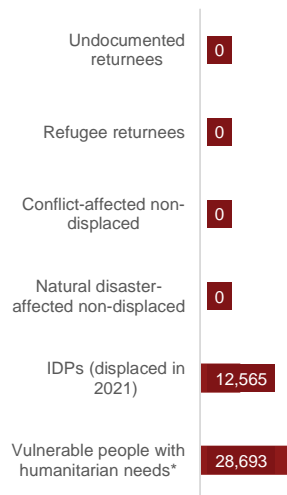 Undocumented
returnees
0
Refugee returnees
0
Conflict-affected non-
displaced
0
Natural disaster-
affected non-displaced
0
IDPs (displaced in
2021)
12,565
Vulnerable people with
humanitarian needs*
28,693